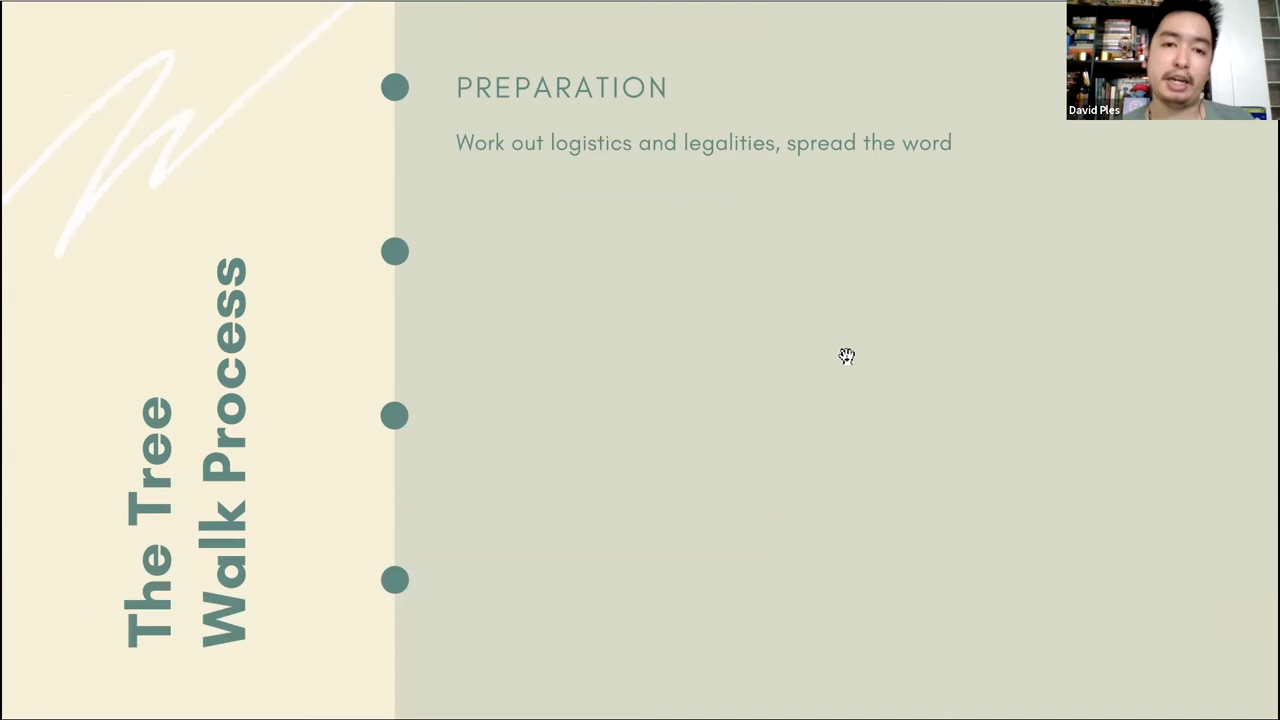 The Tree
Walk Process
PREPARATION
Work out logistics and legalities, spread the word
David Ples